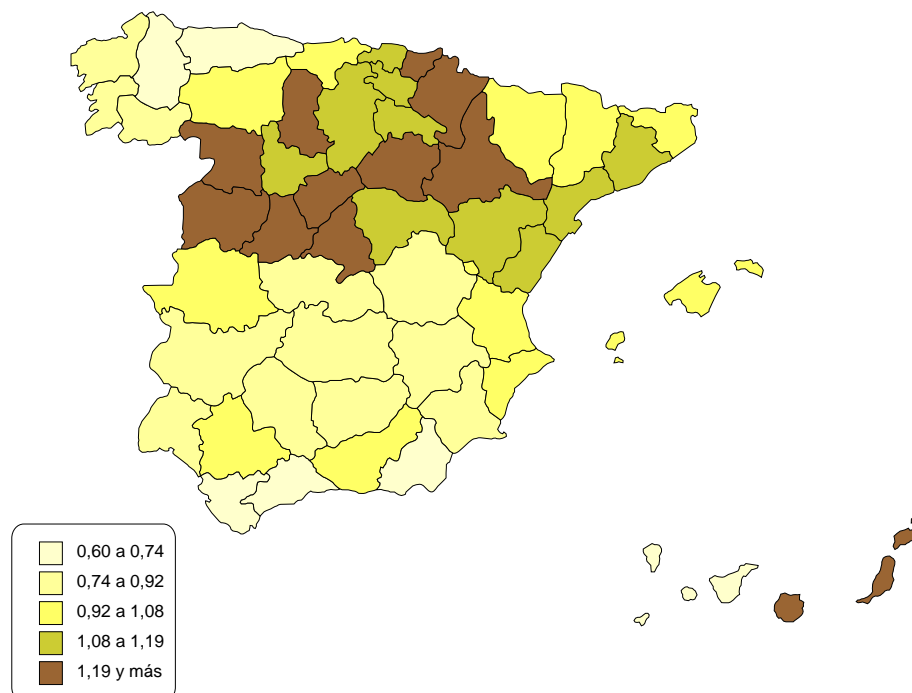 0,60 a 0,74
0,74 a 0,92
0,92 a 1,08
1,08 a 1,19
1,19 y más